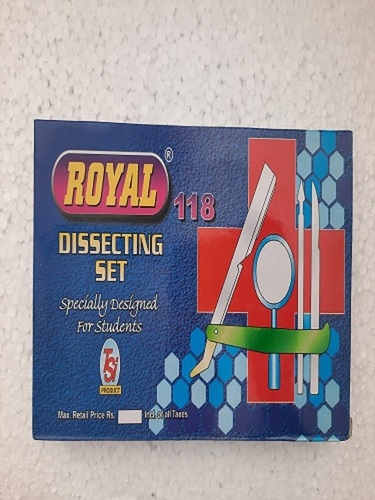 ROYAL ®
118
DISSECTING
SET
Specially Designed
For Students
TSi
PRODUCT
Max. Retail Price Rs. Incl. of all Taxes